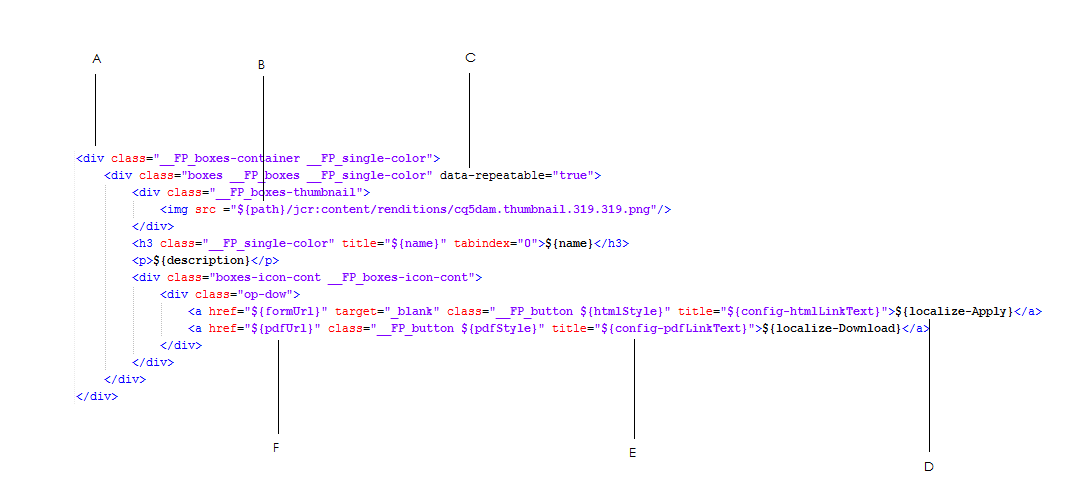 A
B
C
<div class="__FP_boxes-container __FP_single-color">
<div class="boxes __FP_boxes __FP_single-color" data-repeatable="true">
<div class="__FP_boxes-thumbnail">
<img src ="${path}/jcr:content/renditions/cq5dam.thumbnail.319.319.png"/>
</div>
<h3 class="__FP_single-color" title="${name}" tabindex="0">${name}</h3>
<p>${description}</p>
<div class="boxes-icon-cont __FP_boxes-icon-cont">
<div class="op-dow">
<a href="${formUrl}" target="_blank" class="__FP_button ${htmlStyle}" title="${config-htmlLinkText}">${localize-Apply}</a>
<a href="${pdfUrl}" class="__FP_button ${pdfStyle}" title="${config-pdfLinkText}">${localize-Download}</a>
</div>
</div>
</div>
</div>
F
E
D